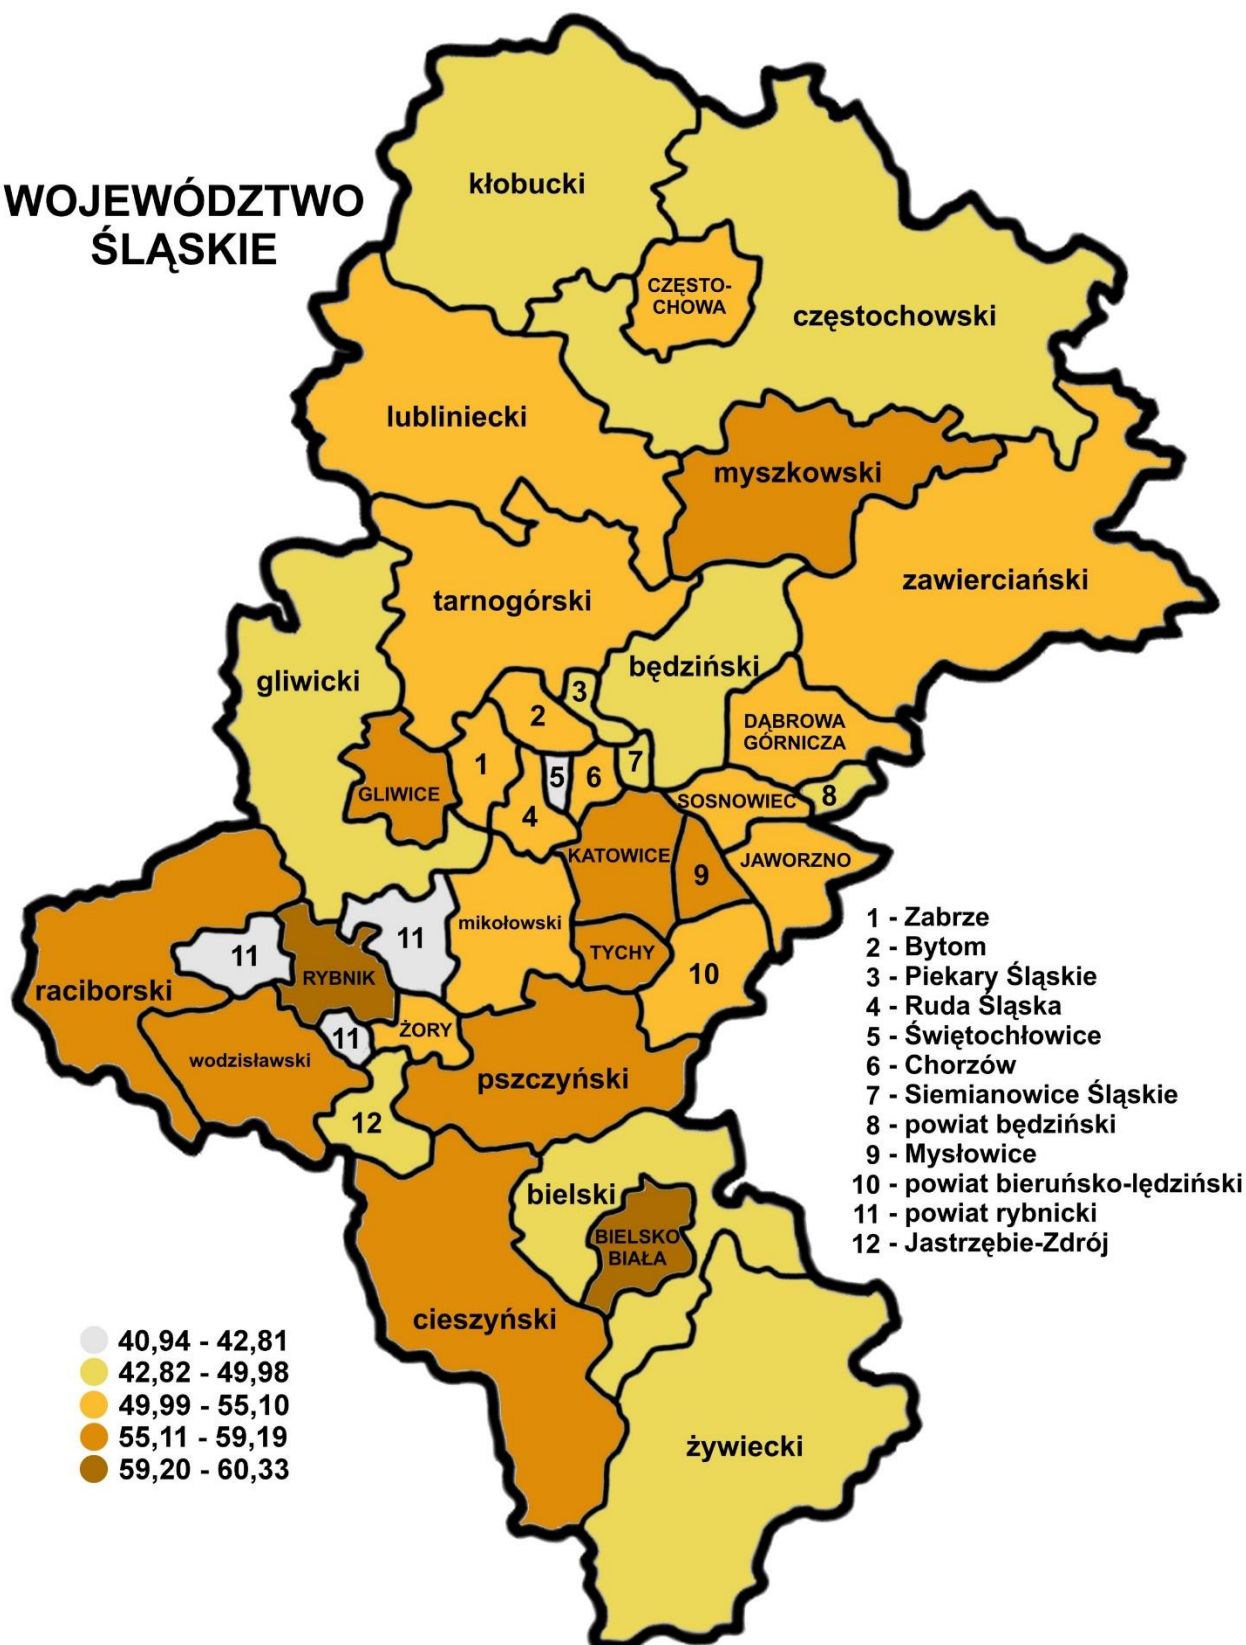 WOJEWÓDZTWO
ŚLĄSKIE
kłobucki
CZĘSTO-
CHOWA
częstochowski
lubliniecki
myszkowski
zawierciański
tarnogórski
będziński
gliwicki
3
2
DĄBROWA
GÓRNICZA
1
5
6
7
GLIWICE
SOSNOWIEC
8
4
KATOWICE
9
JAWORZNO
mikołowski
11
11
RYBNIK
TYCHY
10
raciborski
11
ŻORY
wodzisławski
pszczyński
12
bielski
BIELSKO
BIAŁA
cieszyński
żywiecki
1 - Zabrze
2 - Bytom
3 - Piekary Śląskie
4 - Ruda Śląska
5 - Świętochłowice
6 - Chorzów
7 - Siemianowice Śląskie
8 - powiat będziński
9 - Mysłowice
10 - powiat bieruńsko-lędziński
11 - powiat rybnicki
12 - Jastrzębie-Zdrój
40,94 - 42,81
42,82 - 49,98
49,99 - 55,10
55,11 - 59,19
59,20 - 60,33